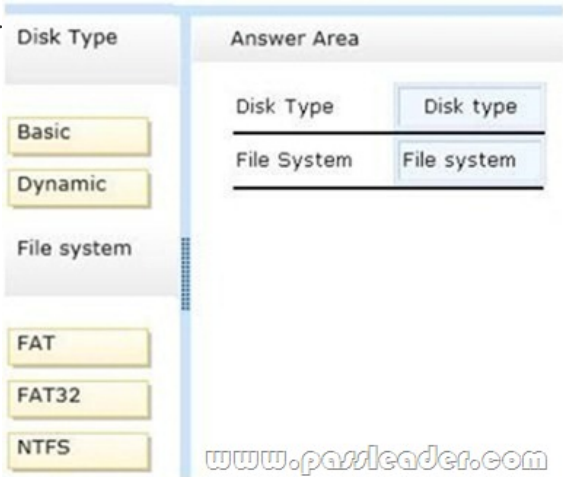 Disk Type
Basic
Dynamic
File system
FAT
FAT32
NTFS
Answer Area
Disk Type Disk type
File System File system
www.passleader.com